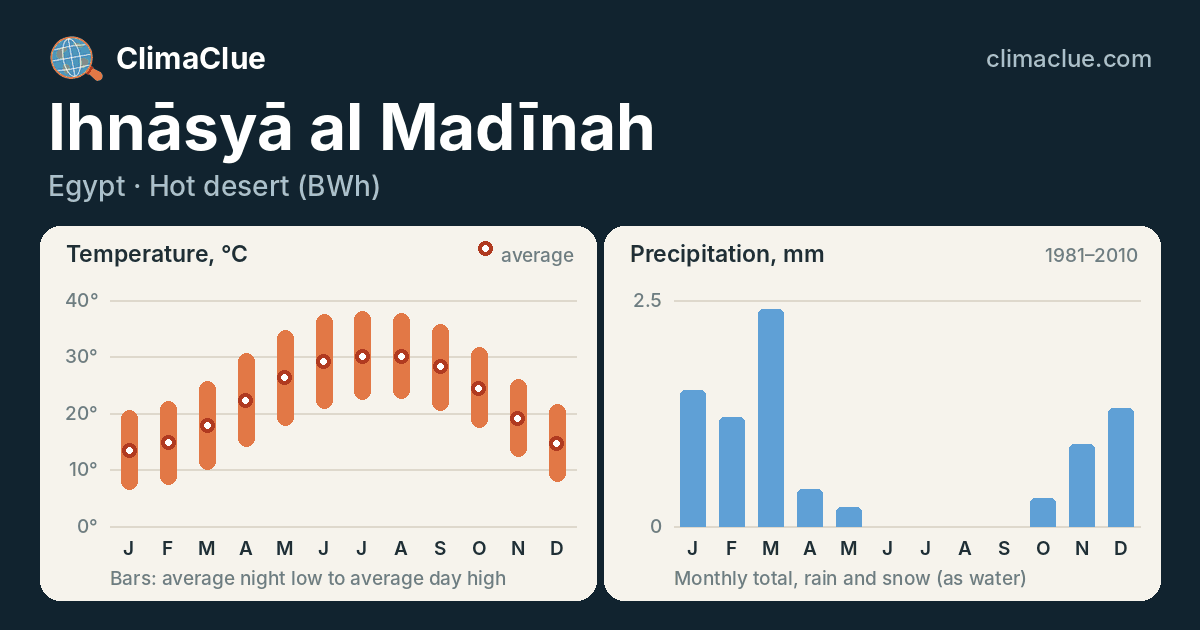 ClimaClue
climaclue.com
Ihnāsyā al Madīnah
Egypt · Hot desert (BWh)
Temperature, °C
average
40°
30°
20°
10°
0°
J F M A M J J A S O N D
Bars: average night low to average day high
Precipitation, mm
1981–2010
2.5
0
J F M A M J J A S O N D
Monthly total, rain and snow (as water)